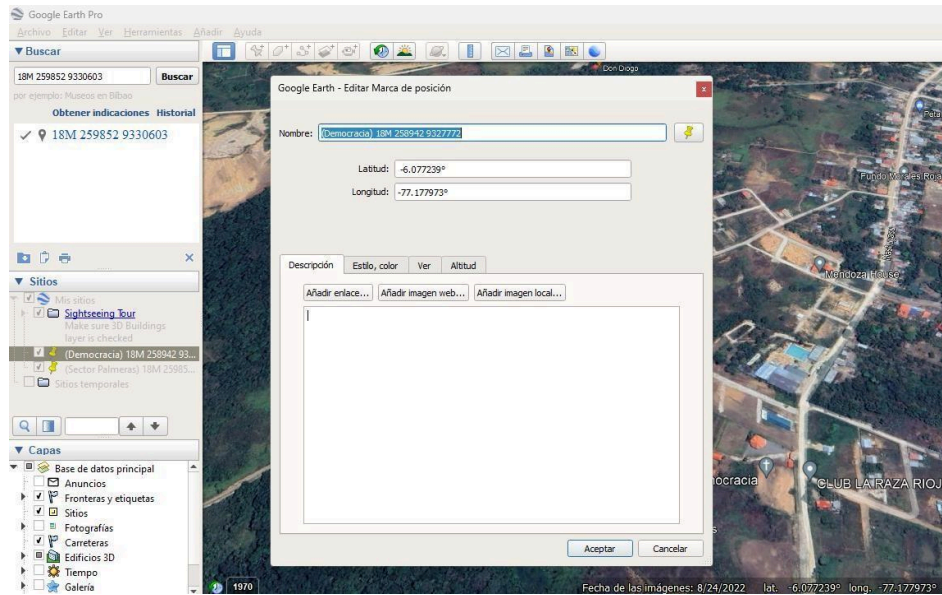 Google Earth Pro
Archivo Editar Ver Herramientas Añadir Ayuda
Buscar
18M 259852 9330603 Buscar
por ejemplo: Museos en Bilbao
Obtener indicaciones Historial
18M 259852 9330603
Sitios
Mis sitios
Sightseeing Tour
Make sure 3D Buildings
layer is checked
(Democracia) 18M 258942 93...
(Sector Palmeras) 18M 25985...
Sitios temporales
Capas
Base de datos principal
Anuncios
Fronteras y etiquetas
Sitios
Fotografías
Carreteras
Edificios 3D
Tiempo
Galería
Google Earth - Editar Marca de posición
Nombre: (Democracia) 18M 258942 9327772
Latitud: -6.077239°
Longitud: -77.177973°
Descripción Estilo, color Ver Altitud
Añadir enlace... Añadir imagen web... Añadir imagen local...
Aceptar Cancelar
Don Diogo
Peta
Fundo Morales Roja
Mendoza House
ocracia
CLUB LA RAZA RIOJ
1970
Fecha de las imágenes: 8/24/2022 lat. -6.077239° long. -77.177973°